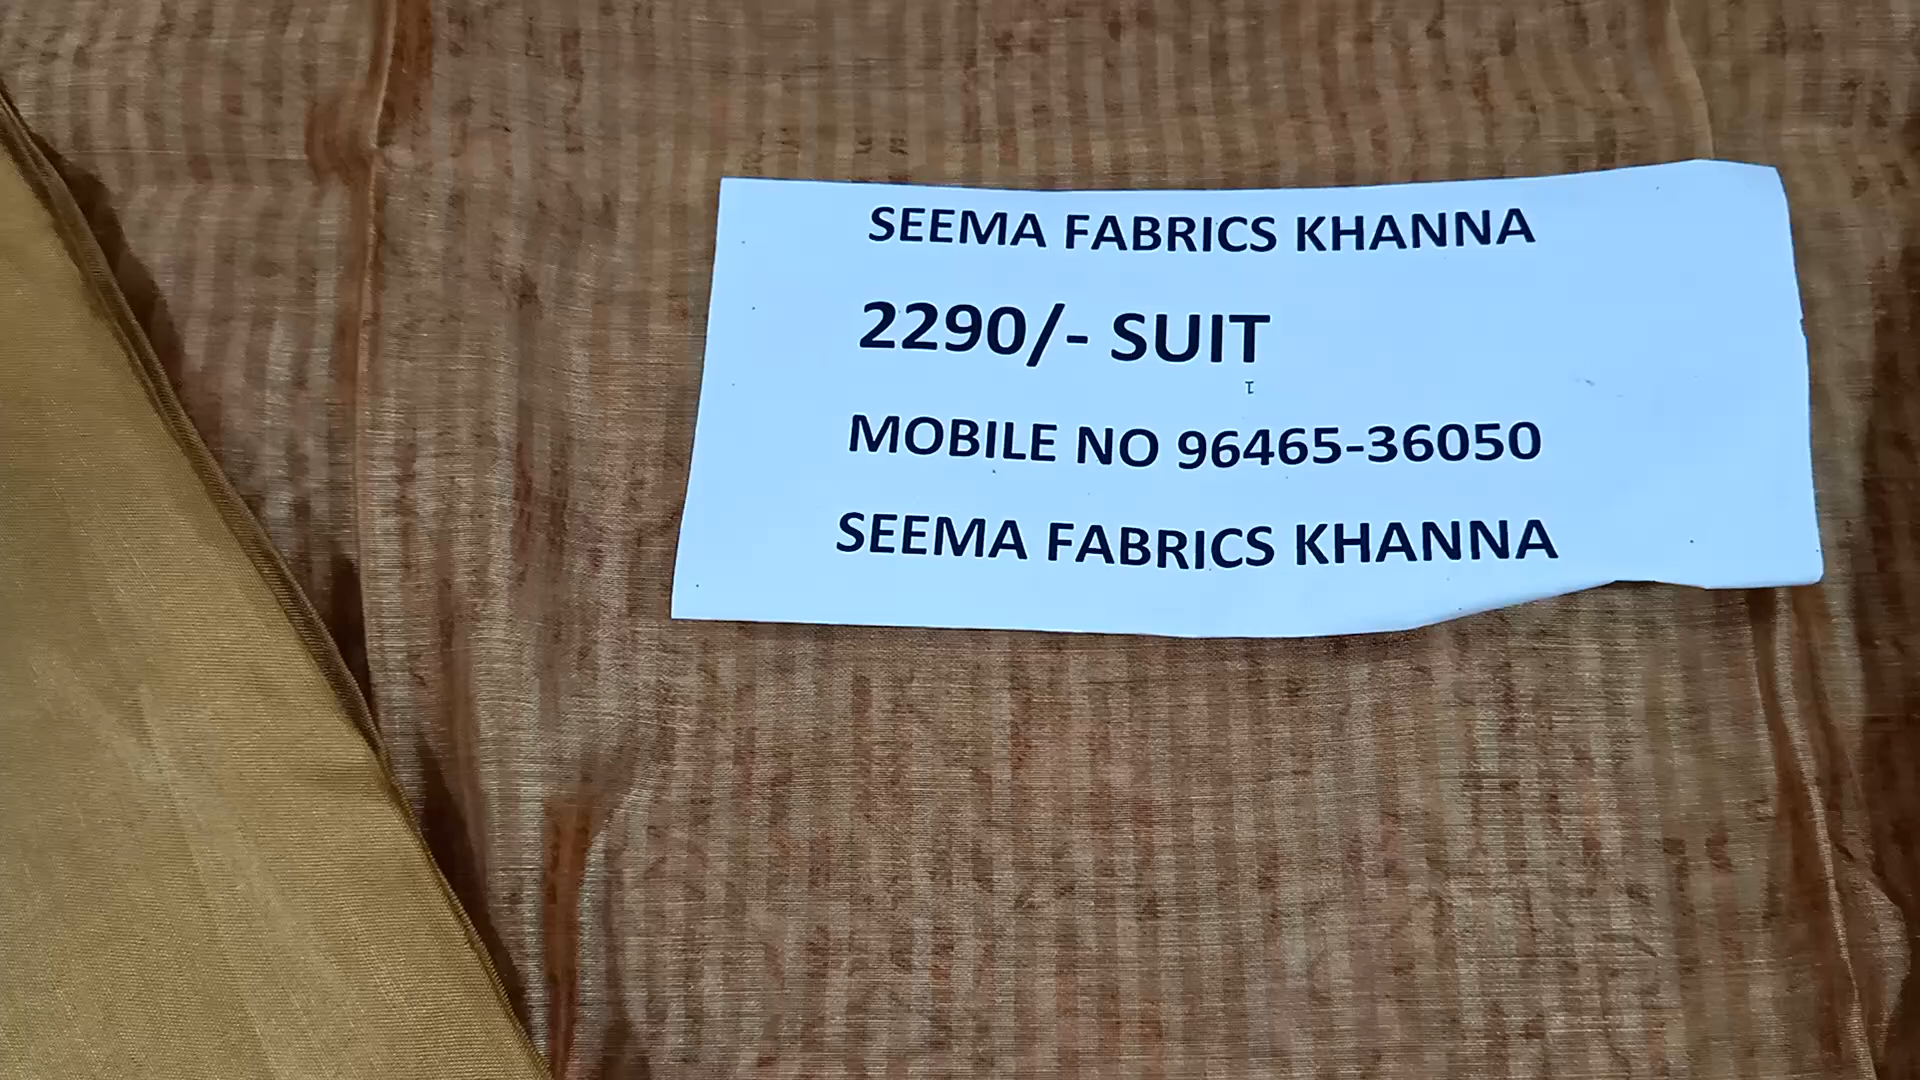 SEEMA FABRICS KHANNA
2290/- SUIT
MOBILE NO 96465-36050
SEEMA FABRICS KHANNA